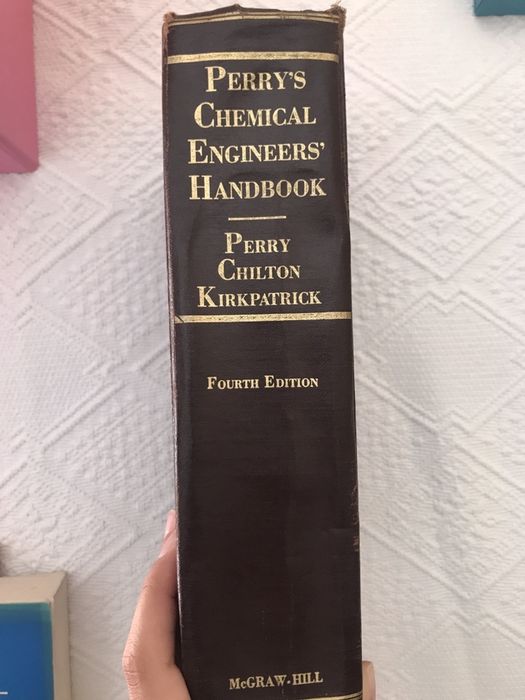 PERRY'S
CHEMICAL
ENGINEERS'
HANDBOOK
PERRY
CHILTON
KIRKPATRICK
FOURTH EDITION
McGRAW-HILL